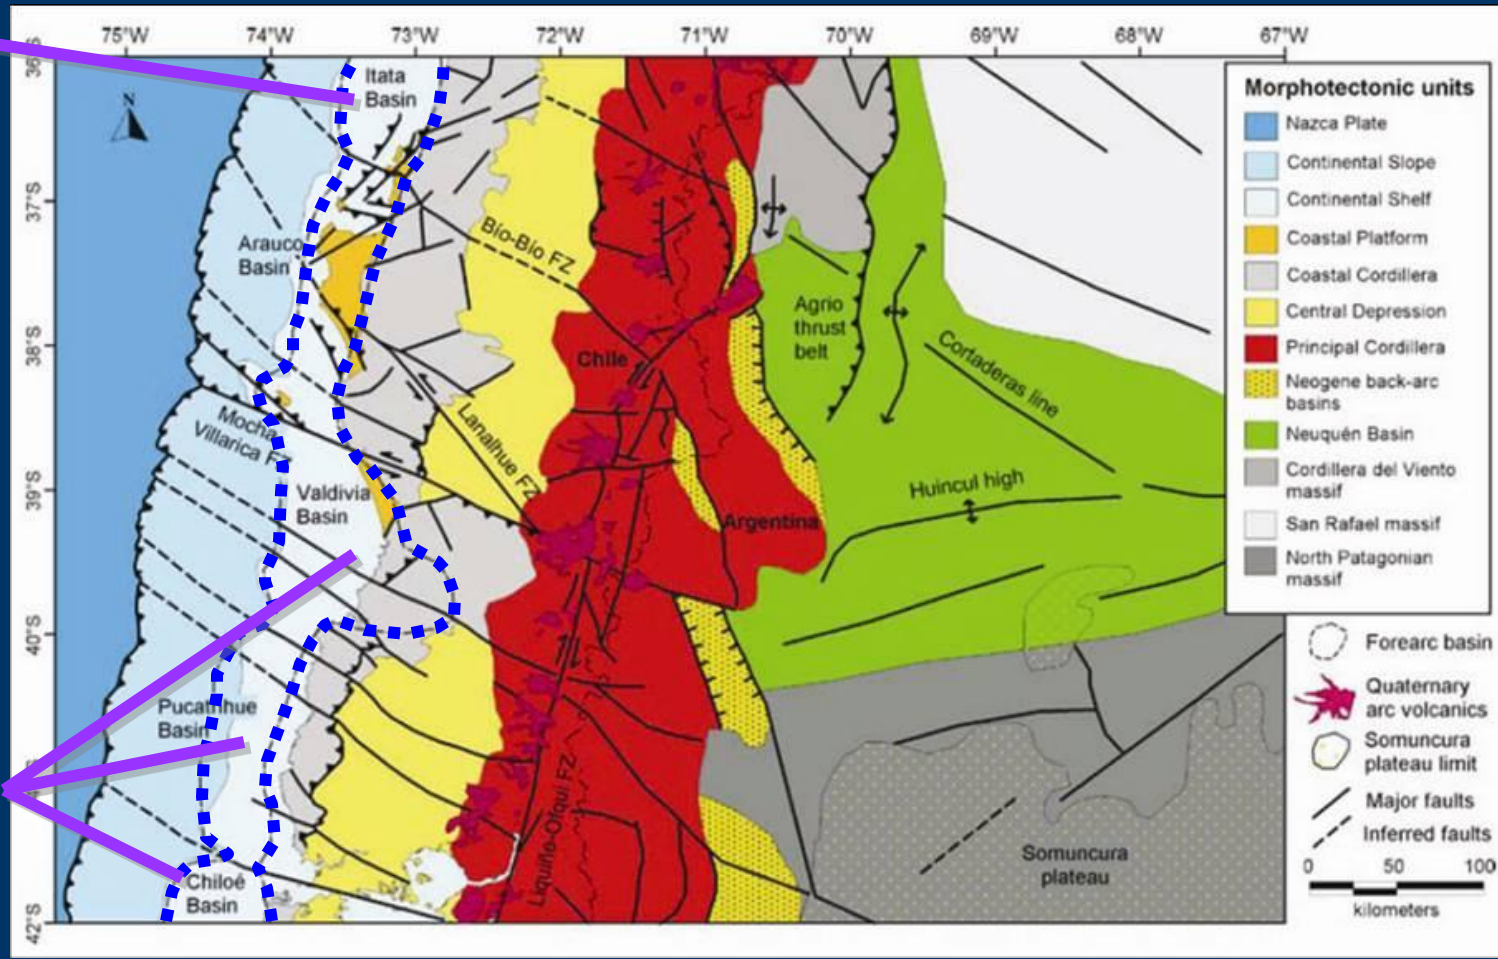 75°W 74°W 73°W 72°W 71°W 70°W 69°W 68°W 67°W
36°S
37°S
38°S
39°S
40°S
42°S
N
Itata
Basin
Arauco
Basin
Bio-Bio FZ
Mocha
Villarica FZ
Lanalhue FZ
Valdivia
Basin
Pucatrihue
Basin
Chiloé
Basin
Liquiñe-Ofqui FZ
Chile
Argentina
Agrio
thrust
belt
Cortaderas line
Huincul high
Somuncura
plateau
Morphotectonic units
Nazca Plate
Continental Slope
Continental Shelf
Coastal Platform
Coastal Cordillera
Central Depression
Principal Cordillera
Neogene back-arc
basins
Neuquén Basin
Cordillera del Viento
massif
San Rafael massif
North Patagonian
massif
Forearc basin
Quaternary
arc volcanics
Somuncura
plateau limit
Major faults
Inferred faults
0 50 100
kilometers